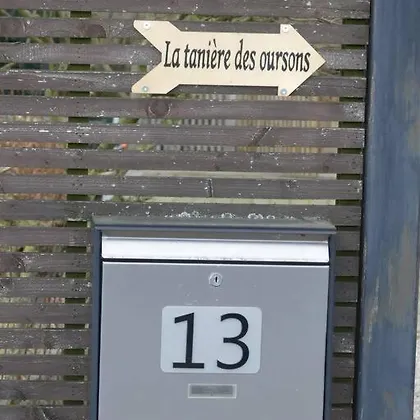 La tanière des oursons
13